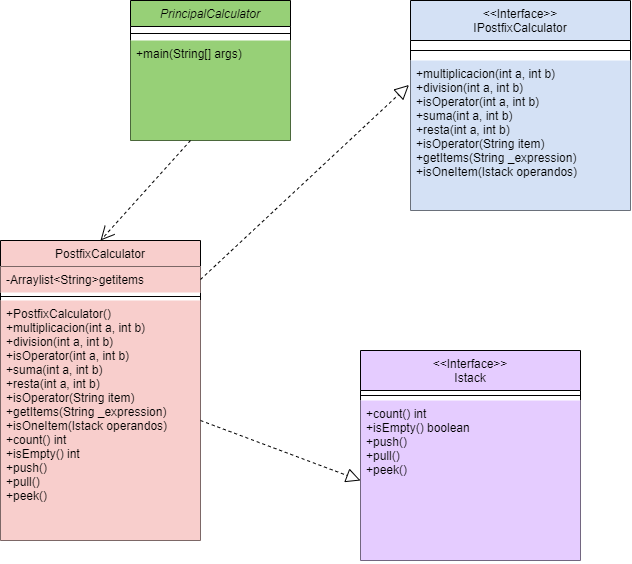 PrincipalCalculator
+main(String[] args)
<<Interface>>
IPostfixCalculator
+multiplicacion(int a, int b)
+division(int a, int b)
+isOperator(int a, int b)
+suma(int a, int b)
+resta(int a, int b)
+isOperator(String item)
+getItems(String _expression)
+isOneItem(Istack operandos)
PostfixCalculator
-Arraylist<String>getitems
+PostfixCalculator()
+multiplicacion(int a, int b)
+division(int a, int b)
+isOperator(int a, int b)
+suma(int a, int b)
+resta(int a, int b)
+isOperator(String item)
+getItems(String _expression)
+isOneItem(Istack operandos)
+count() int
+isEmpty() int
+push()
+pull()
+peek()
<<Interface>>
Istack
+count() int
+isEmpty() boolean
+push()
+pull()
+peek()